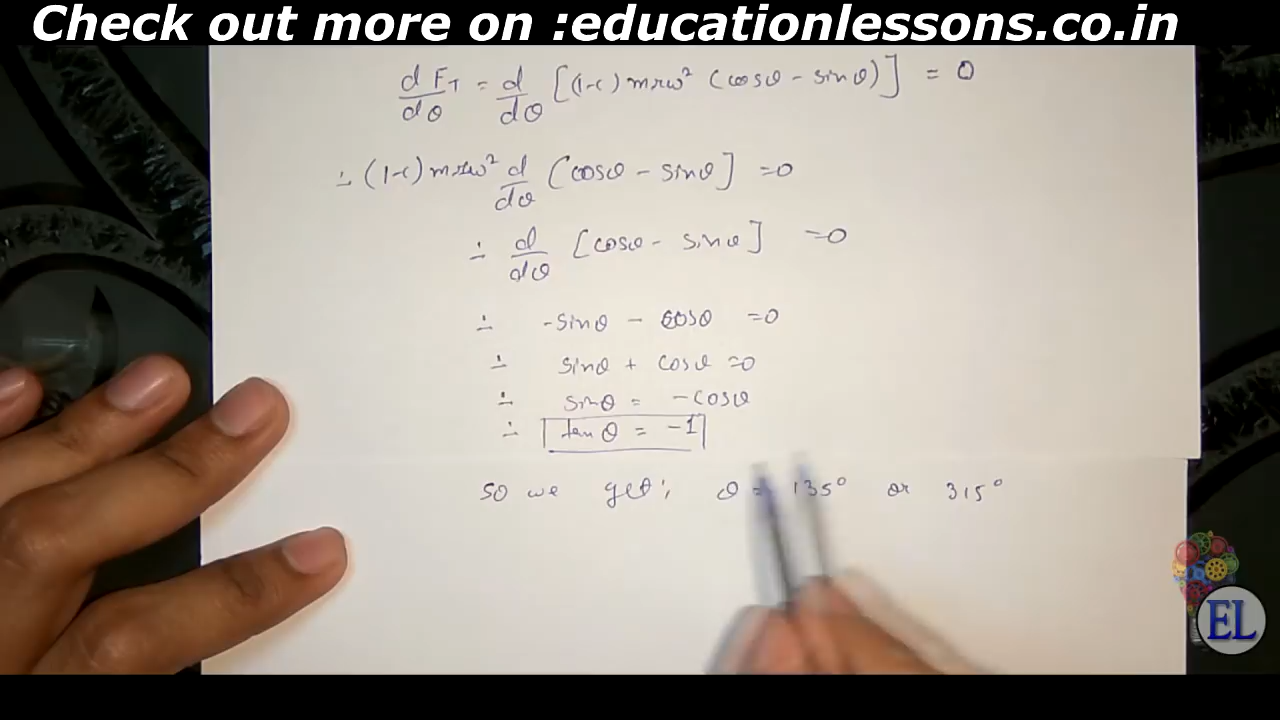 Check out more on :educationlessons.co.in
dF_T/dθ = d/dθ [(1-c) mrω² (cosθ - sinθ)] = 0
∴ (1-c) mrω² d/dθ [cosθ - sinθ] = 0
∴ d/dθ [cosθ - sinθ] = 0
∴ -sinθ - cosθ = 0
∴ sinθ + cosθ = 0
∴ sinθ = -cosθ
∴ tanθ = -1
so we get; θ = 135° or 315°
EL